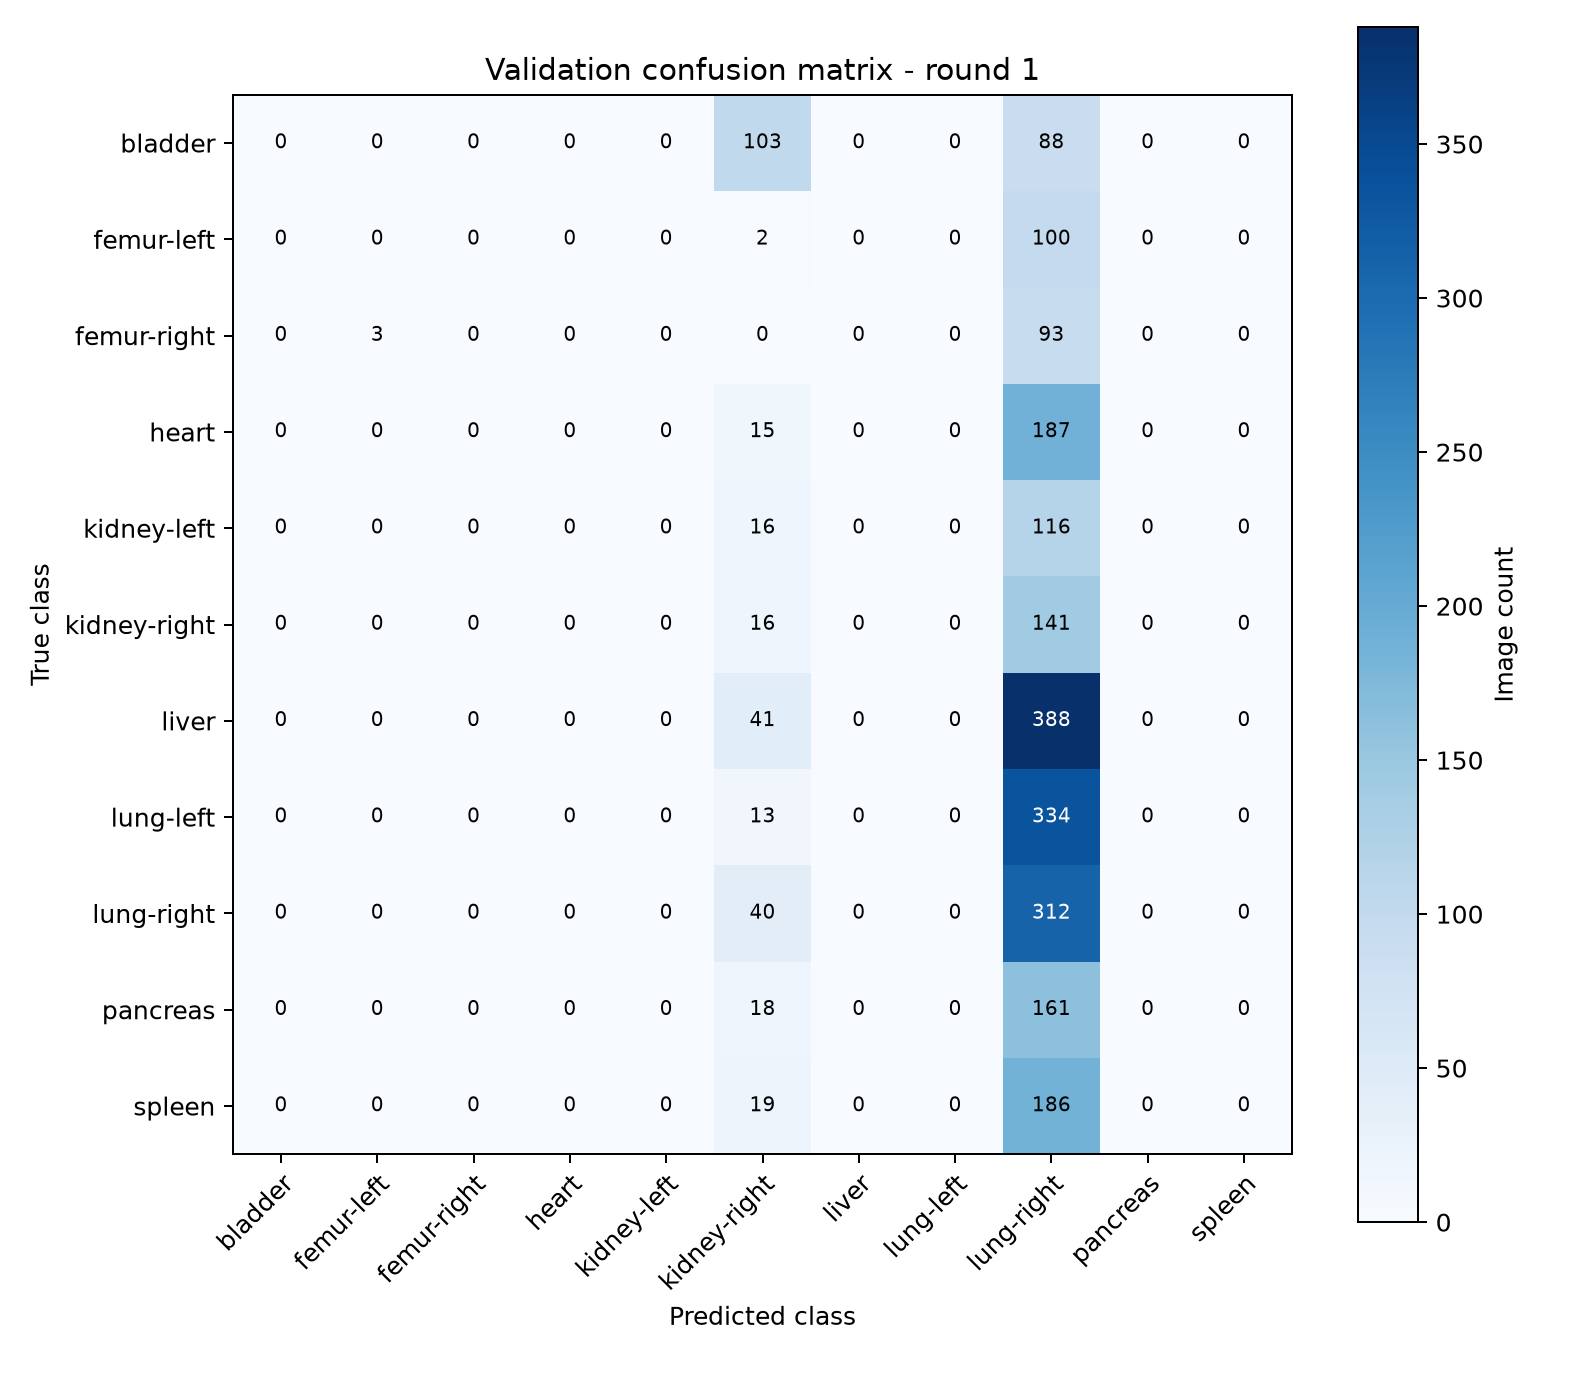 Validation confusion matrix - round 1
True class
bladder 0 0 0 0 0 103 0 0 88 0 0
femur-left 0 0 0 0 0 2 0 0 100 0 0
femur-right 0 3 0 0 0 0 0 0 93 0 0
heart 0 0 0 0 0 15 0 0 187 0 0
kidney-left 0 0 0 0 0 16 0 0 116 0 0
kidney-right 0 0 0 0 0 16 0 0 141 0 0
liver 0 0 0 0 0 41 0 0 388 0 0
lung-left 0 0 0 0 0 13 0 0 334 0 0
lung-right 0 0 0 0 0 40 0 0 312 0 0
pancreas 0 0 0 0 0 18 0 0 161 0 0
spleen 0 0 0 0 0 19 0 0 186 0 0
bladder femur-left femur-right heart kidney-left kidney-right liver lung-left lung-right pancreas spleen
Predicted class
350
300
250
200
150
100
50
0
Image count